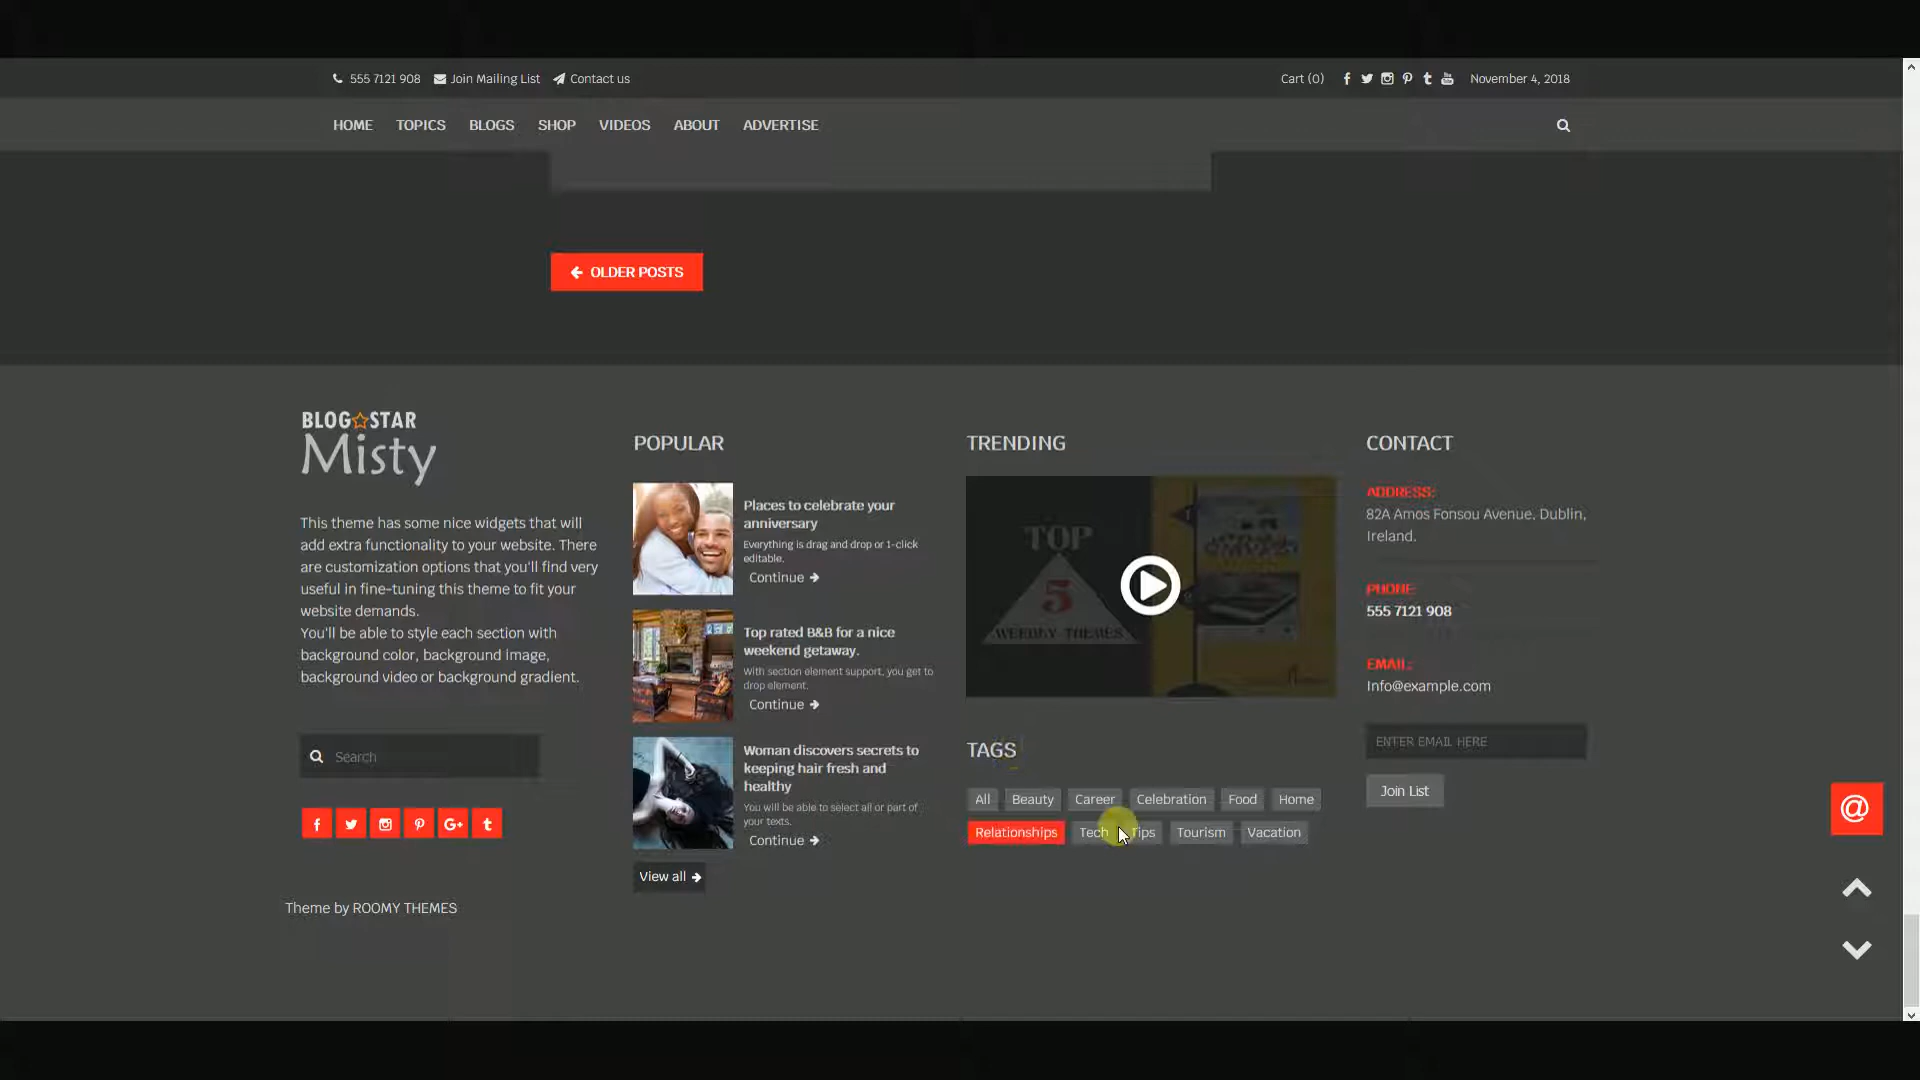 555 7121 908 Join Mailing List Contact us
Cart (0) November 4, 2018
HOME TOPICS BLOGS SHOP VIDEOS ABOUT ADVERTISE
OLDER POSTS
BLOG STAR
Misty
This theme has some nice widgets that will
add extra functionality to your website. There
are customization options that you'll find very
useful in fine-tuning this theme to fit your
website demands.
You'll be able to style each section with
background color, background image,
background video or background gradient.
Search
Theme by ROOMY THEMES
POPULAR
Places to celebrate your
anniversary
Everything is drag and drop or 1-click
editable.
Continue
Top rated B&B for a nice
weekend getaway.
With section element support, you get to
drop element.
Continue
Woman discovers secrets to
keeping hair fresh and
healthy
You will be able to select all or part of
your texts.
Continue
View all
TRENDING
TOP
5
WEEBLY THEMES
TAGS
All Beauty Career Celebration Food Home
Relationships Tech Tips Tourism Vacation
CONTACT
ADDRESS:
82A Amos Fonsou Avenue, Dublin,
Ireland.
PHONE:
555 7121 908
EMAIL:
Info@example.com
ENTER EMAIL HERE
Join List